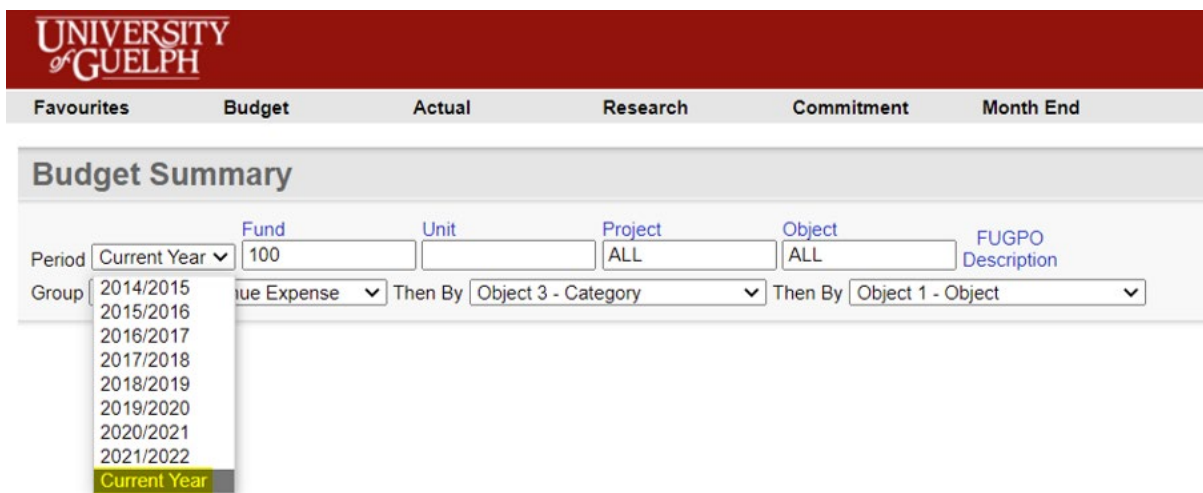 UNIVERSITY
of GUELPH
Favourites Budget Actual Research Commitment Month End
Budget Summary
Fund Unit Project Object FUGPO
Period Current Year 100 ALL ALL Description
Group nue Expense Then By Object 3 - Category Then By Object 1 - Object
2014/2015
2015/2016
2016/2017
2017/2018
2018/2019
2019/2020
2020/2021
2021/2022
Current Year